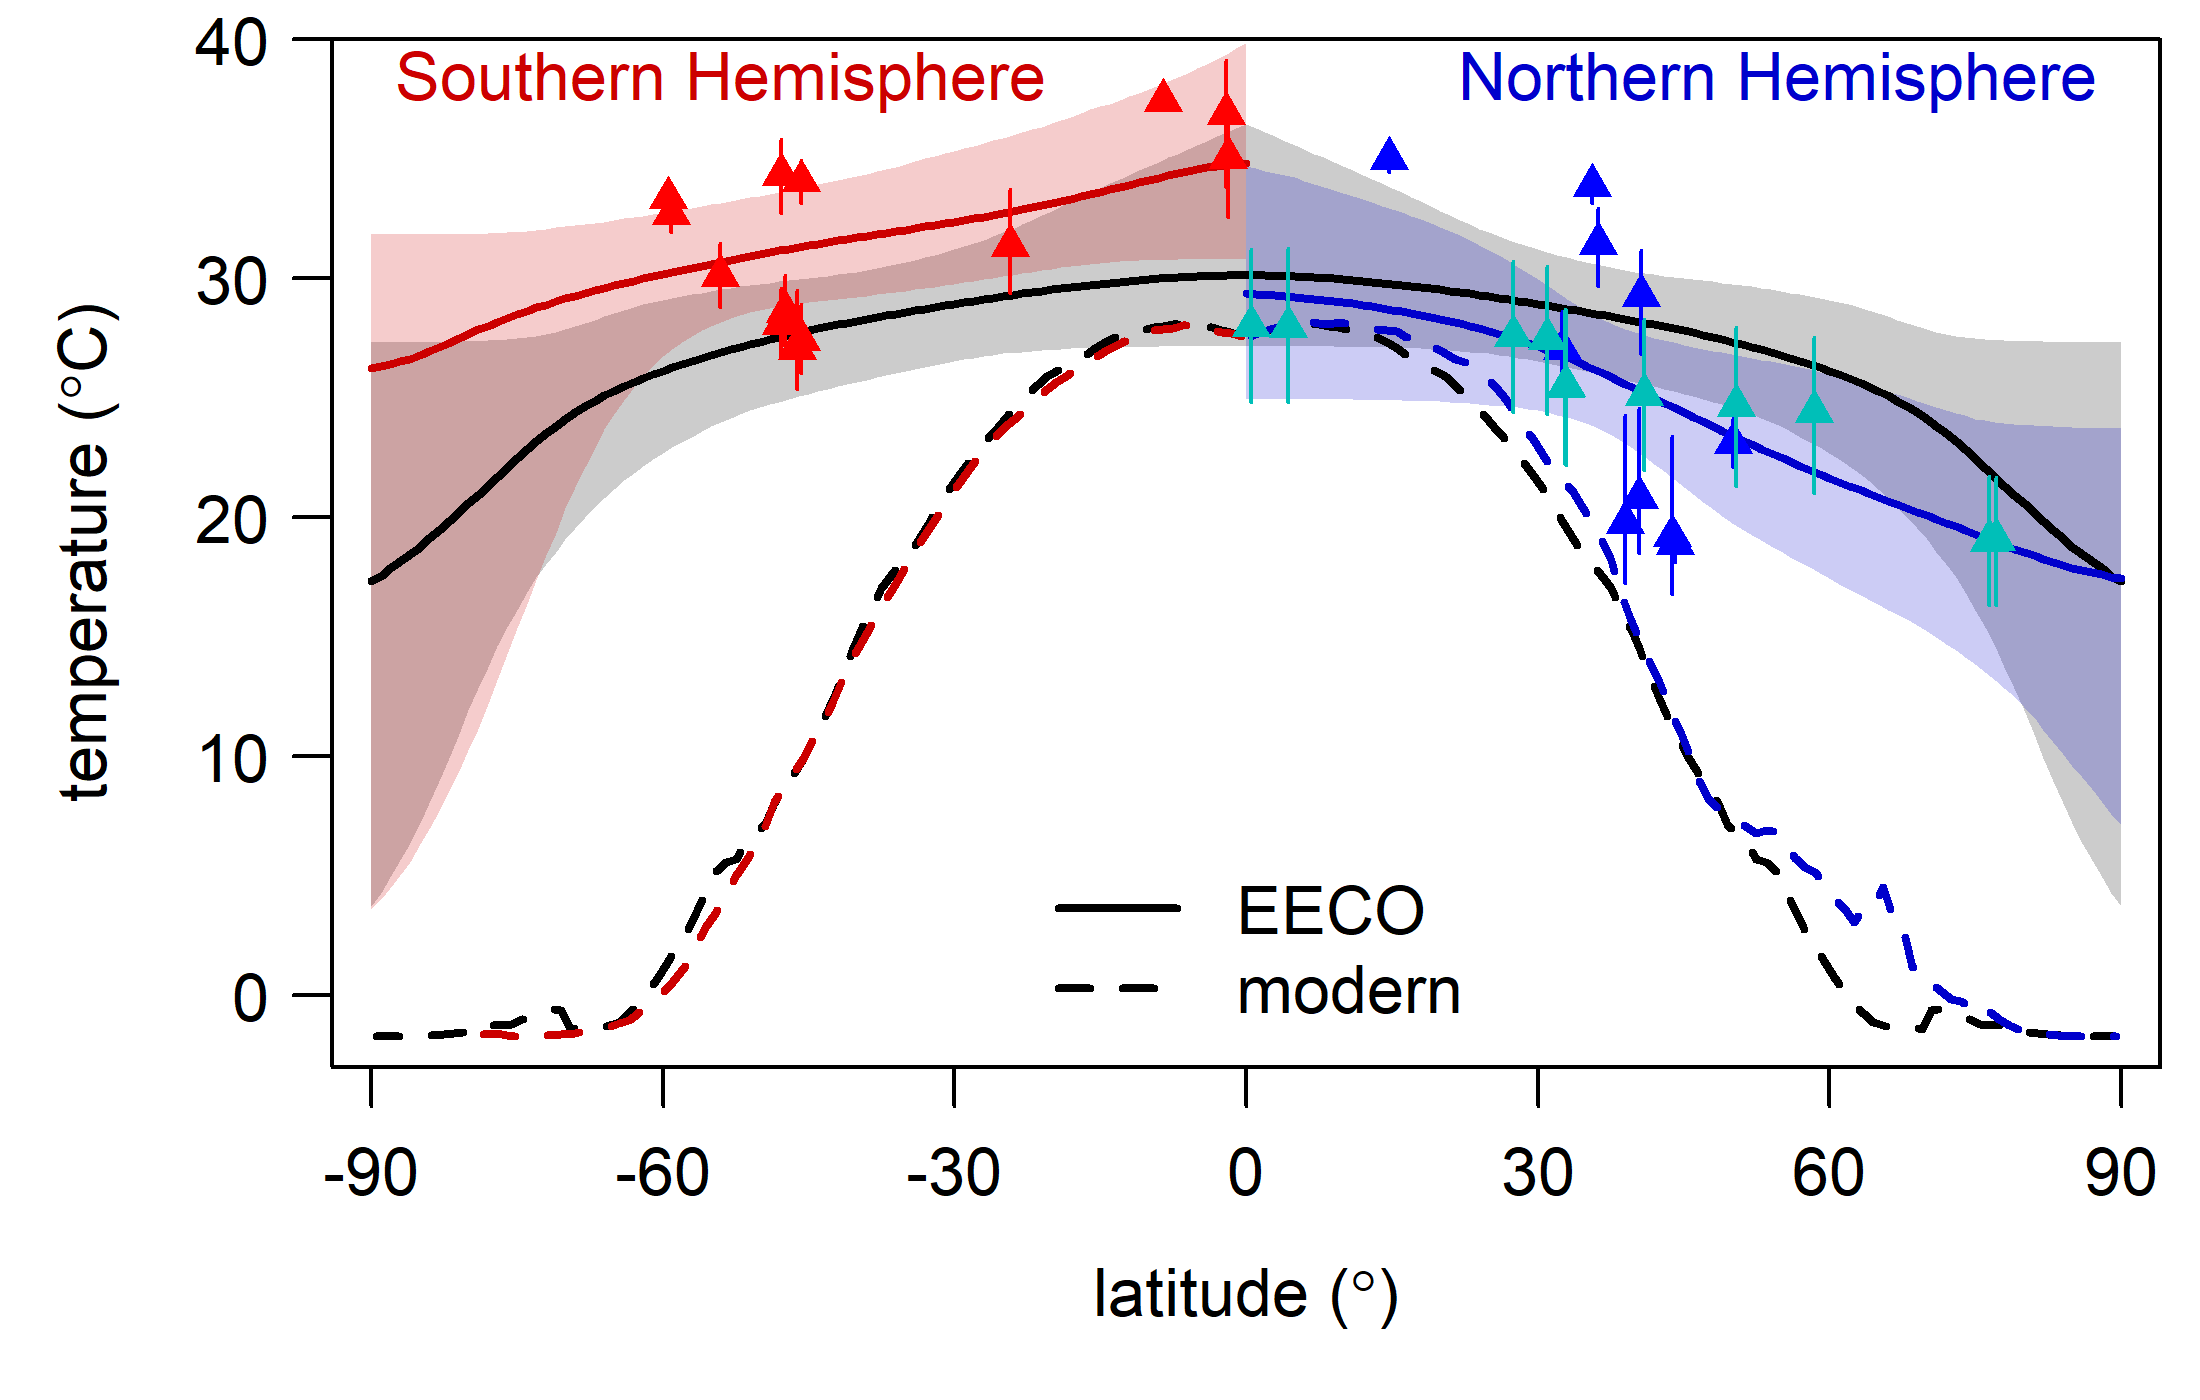 Southern Hemisphere
Northern Hemisphere
40
30
20
10
0
temperature (°C)
EECO
modern
-90
-60
-30
0
30
60
90
latitude (°)